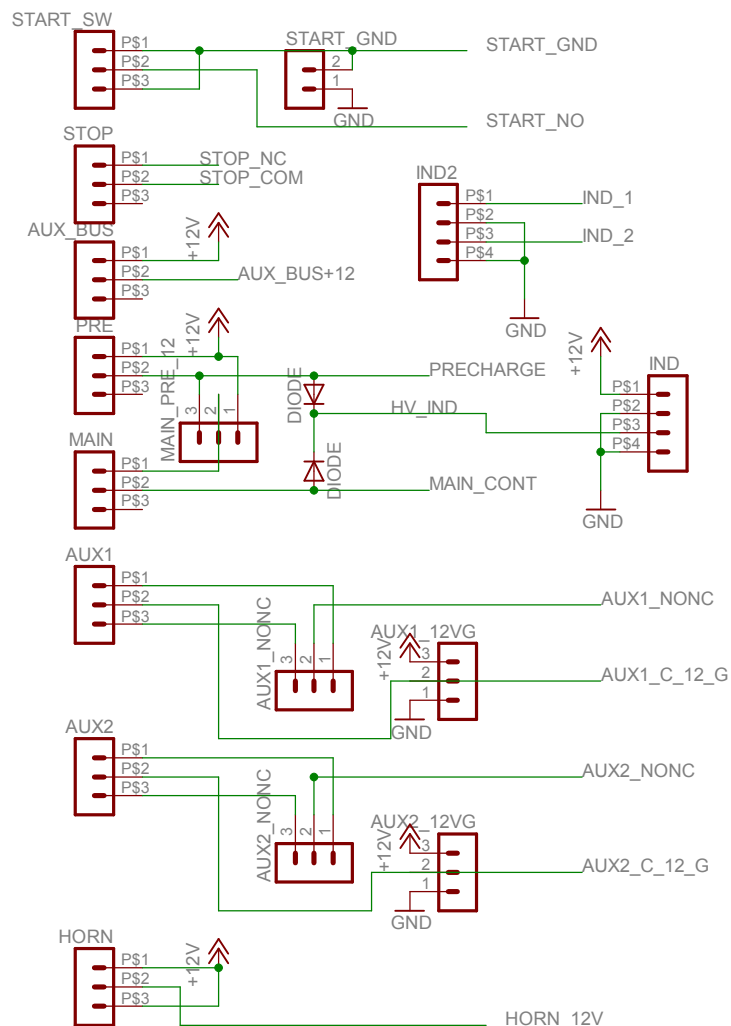 START_SW
P$1
P$2
P$3
START_GND
2
1
GND
START_GND
START_NO
STOP
P$1
P$2
P$3
STOP_NC
STOP_COM
IND2
P$1
P$2
P$3
P$4
IND_1
IND_2
GND
AUX_BUS
P$1
P$2
P$3
+12V
AUX_BUS+12
PRE
P$1
P$2
P$3
+12V
MAIN_PRE_12
3
2
1
DIODE
PRECHARGE
HV_IND
DIODE
+12V
IND
P$1
P$2
P$3
P$4
GND
MAIN
P$1
P$2
P$3
MAIN_CONT
AUX1
P$1
P$2
P$3
AUX1_NONC
3
2
1
AUX1_NONC
AUX1_12VG
+12V
3
2
1
GND
AUX1_C_12_G
AUX2
P$1
P$2
P$3
AUX2_NONC
3
2
1
AUX2_NONC
AUX2_12VG
+12V
3
2
1
GND
AUX2_C_12_G
HORN
P$1
P$2
P$3
+12V
HORN_12V